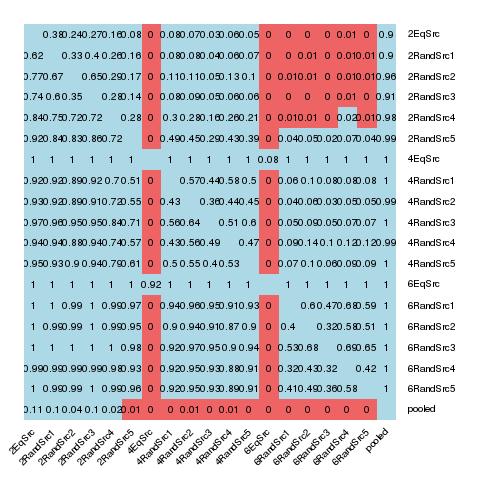 0.38 0.24 0.27 0.16 0.08 0 0.08 0.07 0.03 0.06 0.05 0 0 0 0 0.01 0 0.9 2EqSrc
0.62 0.33 0.4 0.26 0.16 0 0.08 0.08 0.04 0.06 0.07 0 0 0.01 0 0.01 0.01 0.9 2RandSrc1
0.77 0.67 0.65 0.29 0.17 0 0.11 0.11 0.05 0.13 0.1 0 0.01 0.01 0 0.01 0.01 0.96 2RandSrc2
0.74 0.6 0.35 0.28 0.14 0 0.08 0.09 0.05 0.06 0.06 0 0 0.01 0 0.01 0 0.91 2RandSrc3
0.84 0.75 0.72 0.72 0.28 0 0.3 0.28 0.16 0.26 0.21 0 0.01 0.01 0 0.02 0.01 0.98 2RandSrc4
0.92 0.84 0.83 0.86 0.72 0 0.49 0.45 0.29 0.43 0.39 0 0.04 0.05 0.02 0.07 0.04 0.99 2RandSrc5
1 1 1 1 1 1 1 1 1 1 1 0.08 1 1 1 1 1 1 4EqSrc
0.92 0.92 0.89 0.92 0.7 0.51 0 0.57 0.44 0.58 0.5 0 0.06 0.1 0.08 0.08 0.08 1 4RandSrc1
0.93 0.92 0.89 0.91 0.72 0.55 0 0.43 0.36 0.44 0.45 0 0.04 0.06 0.03 0.05 0.05 0.99 4RandSrc2
0.97 0.96 0.95 0.95 0.84 0.71 0 0.56 0.64 0.51 0.6 0 0.05 0.09 0.05 0.07 0.07 1 4RandSrc3
0.94 0.94 0.88 0.94 0.74 0.57 0 0.43 0.56 0.49 0.47 0 0.09 0.14 0.1 0.12 0.12 0.99 4RandSrc4
0.95 0.93 0.9 0.94 0.79 0.61 0 0.5 0.55 0.4 0.53 0 0.07 0.1 0.06 0.09 0.09 1 4RandSrc5
1 1 1 1 1 1 0.92 1 1 1 1 1 1 1 1 1 1 1 6EqSrc
1 1 0.99 1 0.99 0.97 0 0.94 0.96 0.95 0.91 0.93 0 0.6 0.47 0.68 0.59 1 6RandSrc1
1 0.99 0.99 1 0.99 0.95 0 0.9 0.94 0.91 0.87 0.9 0 0.4 0.32 0.58 0.51 1 6RandSrc2
1 1 1 1 1 0.98 0 0.92 0.97 0.95 0.9 0.94 0 0.53 0.68 0.69 0.65 1 6RandSrc3
0.99 0.99 0.99 0.99 0.98 0.93 0 0.92 0.95 0.93 0.88 0.91 0 0.32 0.43 0.32 0.42 1 6RandSrc4
1 0.99 0.99 1 0.99 0.96 0 0.92 0.95 0.93 0.89 0.91 0 0.41 0.49 0.36 0.58 1 6RandSrc5
0.11 0.1 0.04 0.1 0.02 0.01 0 0 0.01 0 0.01 0 0 0 0 0 0 0 pooled
2EqSrc 2RandSrc1 2RandSrc2 2RandSrc3 2RandSrc4 2RandSrc5 4EqSrc 4RandSrc1 4RandSrc2 4RandSrc3 4RandSrc4 4RandSrc5 6EqSrc 6RandSrc1 6RandSrc2 6RandSrc3 6RandSrc4 6RandSrc5 pooled